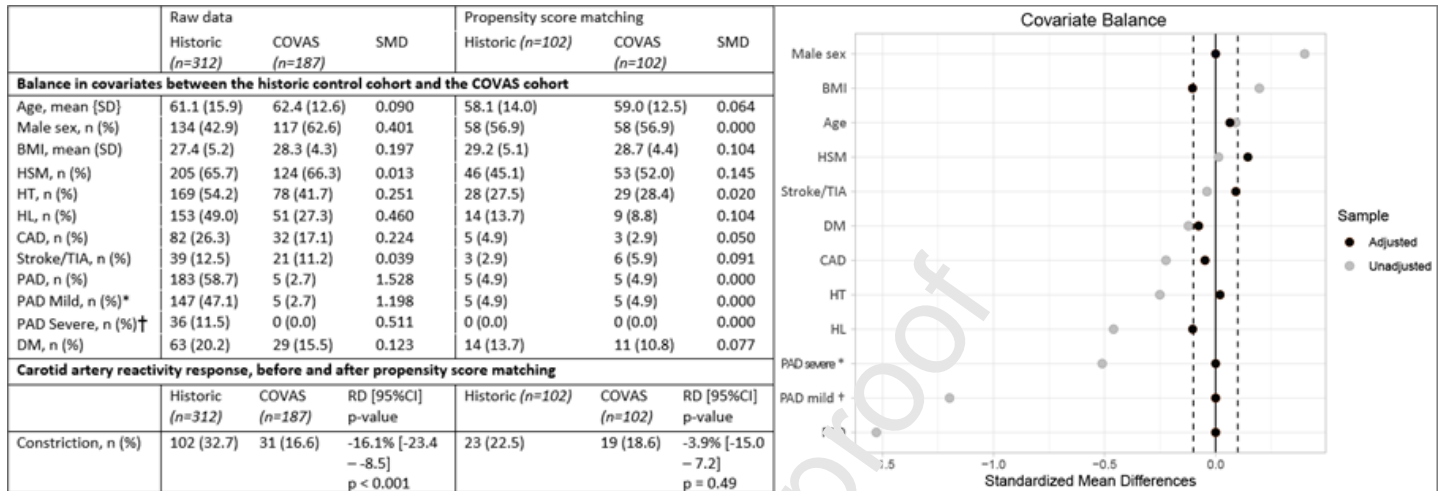 Raw data Propensity score matching
Historic (n=312) COVAS (n=187) SMD Historic (n=102) COVAS (n=102) SMD
Balance in covariates between the historic control cohort and the COVAS cohort
Age, mean {SD) 61.1 (15.9) 62.4 (12.6) 0.090 58.1 (14.0) 59.0 (12.5) 0.064
Male sex, n (%) 134 (42.9) 117 (62.6) 0.401 58 (56.9) 58 (56.9) 0.000
BMI, mean (SD) 27.4 (5.2) 28.3 (4.3) 0.197 29.2 (5.1) 28.7 (4.4) 0.104
HSM, n (%) 205 (65.7) 124 (66.3) 0.013 46 (45.1) 53 (52.0) 0.145
HT, n (%) 169 (54.2) 78 (41.7) 0.251 28 (27.5) 29 (28.4) 0.020
HL, n (%) 153 (49.0) 51 (27.3) 0.460 14 (13.7) 9 (8.8) 0.104
CAD, n (%) 82 (26.3) 32 (17.1) 0.224 5 (4.9) 3 (2.9) 0.050
Stroke/TIA, n (%) 39 (12.5) 21 (11.2) 0.039 3 (2.9) 6 (5.9) 0.091
PAD, n (%) 183 (58.7) 5 (2.7) 1.528 5 (4.9) 5 (4.9) 0.000
PAD Mild, n (%)* 147 (47.1) 5 (2.7) 1.198 5 (4.9) 5 (4.9) 0.000
PAD Severe, n (%)† 36 (11.5) 0 (0.0) 0.511 0 (0.0) 0 (0.0) 0.000
DM, n (%) 63 (20.2) 29 (15.5) 0.123 14 (13.7) 11 (10.8) 0.077
Carotid artery reactivity response, before and after propensity score matching
Historic (n=312) COVAS (n=187) RD [95%CI] p-value Historic (n=102) COVAS (n=102) RD [95%CI] p-value
Constriction, n (%) 102 (32.7) 31 (16.6) -16.1% [-23.4 – -8.5] p < 0.001 23 (22.5) 19 (18.6) -3.9% [-15.0 – 7.2] p = 0.49
Covariate Balance
Male sex
BMI
Age
HSM
Stroke/TIA
DM
CAD
HT
HL
PAD severe *
PAD mild †
-1.0 -0.5 0.0
Standardized Mean Differences
Sample
Adjusted
Unadjusted
proof